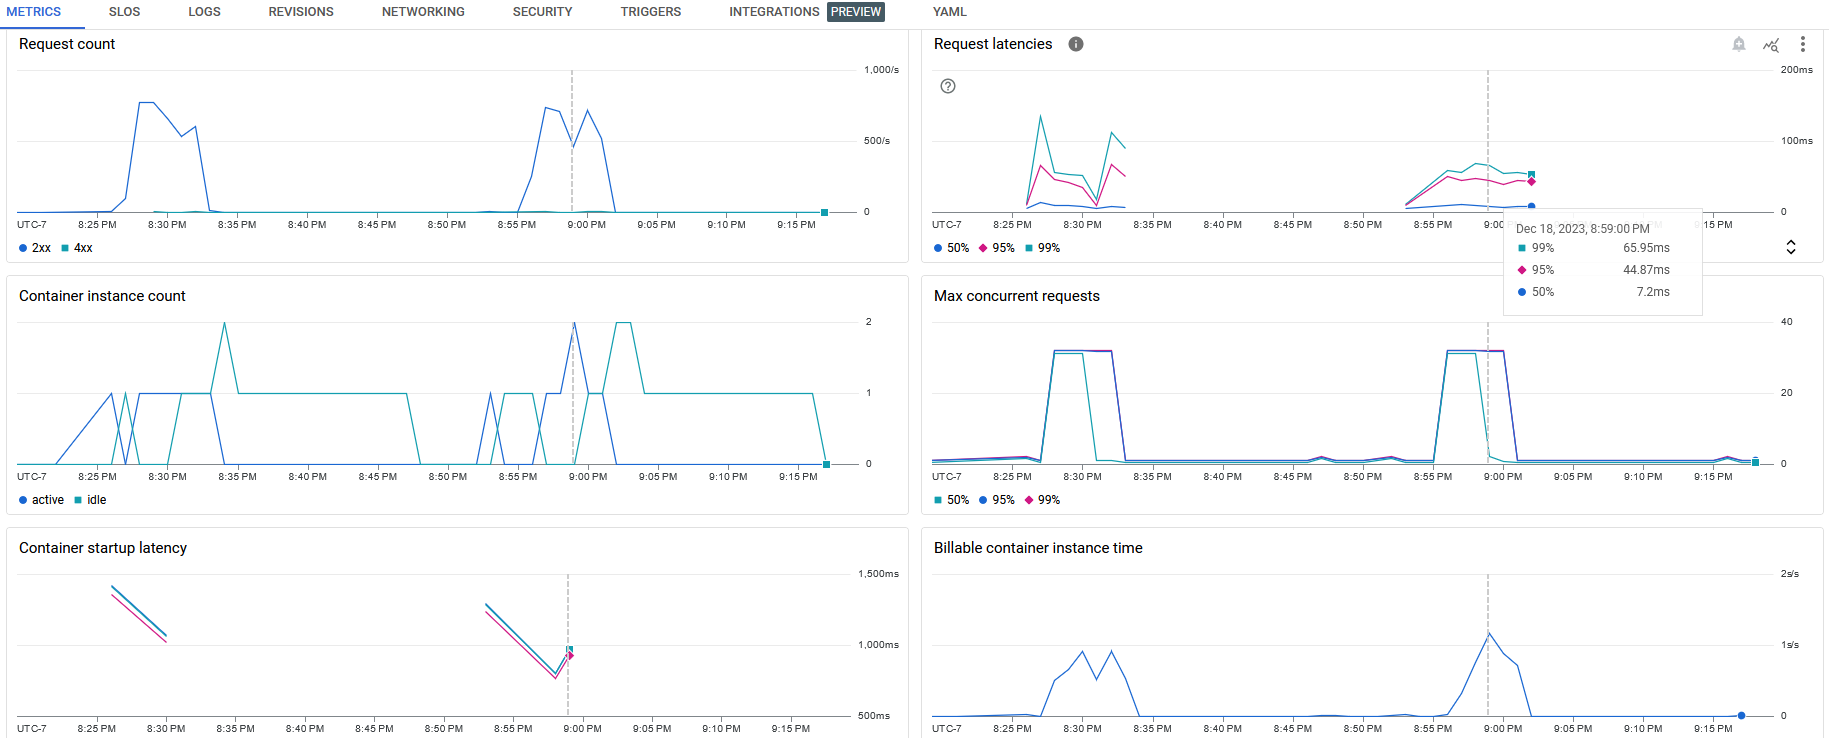 METRICS SLOS LOGS REVISIONS NETWORKING SECURITY TRIGGERS INTEGRATIONS PREVIEW YAML
Request count
1,000/s
500/s
0
UTC-7 8:25 PM 8:30 PM 8:35 PM 8:40 PM 8:45 PM 8:50 PM 8:55 PM 9:00 PM 9:05 PM 9:10 PM 9:15 PM
2xx 4xx
Request latencies
200ms
100ms
0
UTC-7 8:25 PM 8:30 PM 8:35 PM 8:40 PM 8:45 PM 8:50 PM 8:55 PM 9:00 15 PM
50% 95% 99%
Dec 18, 2023, 8:59:00 PM
99% 65.95ms
95% 44.87ms
50% 7.2ms
Container instance count
2
1
0
UTC-7 8:25 PM 8:30 PM 8:35 PM 8:40 PM 8:45 PM 8:50 PM 8:55 PM 9:00 PM 9:05 PM 9:10 PM 9:15 PM
active idle
Max concurrent requests
40
20
0
UTC-7 8:25 PM 8:30 PM 8:35 PM 8:40 PM 8:45 PM 8:50 PM 8:55 PM 9:00 PM 9:05 PM 9:10 PM 9:15 PM
50% 95% 99%
Container startup latency
1,500ms
1,000ms
500ms
UTC-7 8:25 PM 8:30 PM 8:35 PM 8:40 PM 8:45 PM 8:50 PM 8:55 PM 9:00 PM 9:05 PM 9:10 PM 9:15 PM
Billable container instance time
2s/s
1s/s
0
UTC-7 8:25 PM 8:30 PM 8:35 PM 8:40 PM 8:45 PM 8:50 PM 8:55 PM 9:00 PM 9:05 PM 9:10 PM 9:15 PM